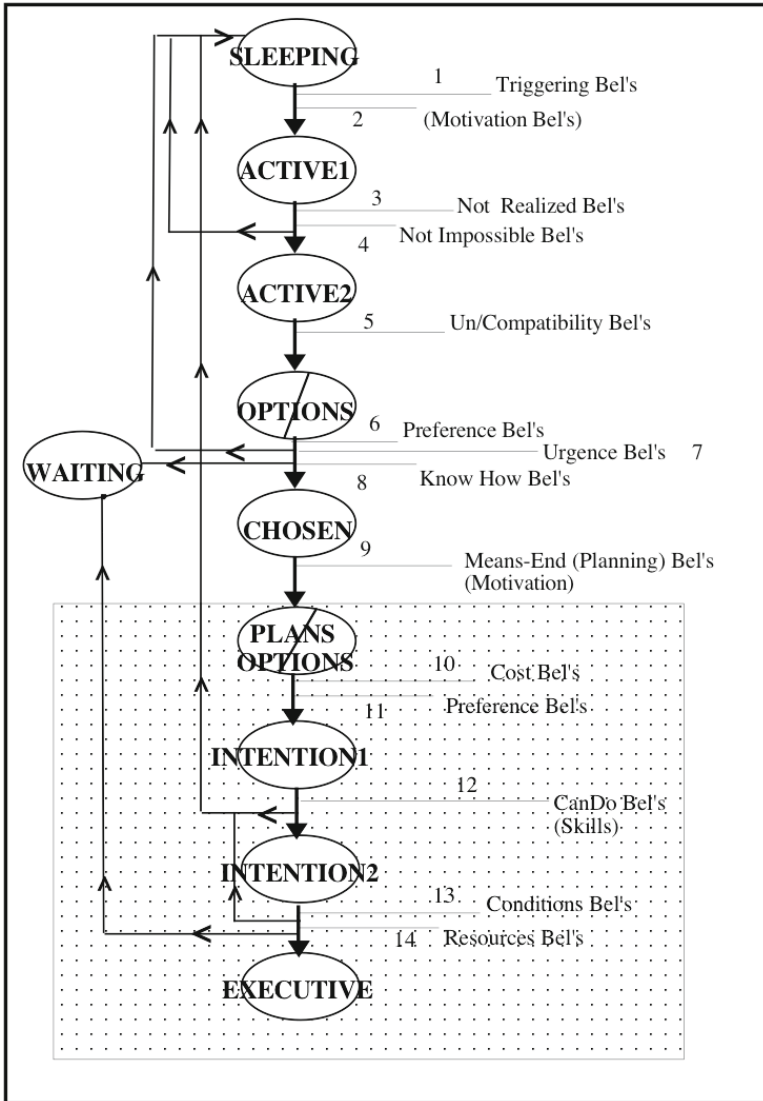 SLEEPING
1
Triggering Bel's
2
(Motivation Bel's)
ACTIVE1
3
Not Realized Bel's
Not Impossible Bel's
4
ACTIVE2
5
Un/Compatibility Bel's
OPTIONS
6
Preference Bel's
Urgence Bel's 7
WAITING
8
Know How Bel's
CHOSEN
9
Means-End (Planning) Bel's
(Motivation)
PLANS
OPTIONS
10
Cost Bel's
11
Preference Bel's
INTENTION1
12
CanDo Bel's
(Skills)
INTENTION2
13
Conditions Bel's
14
Resources Bel's
EXECUTIVE